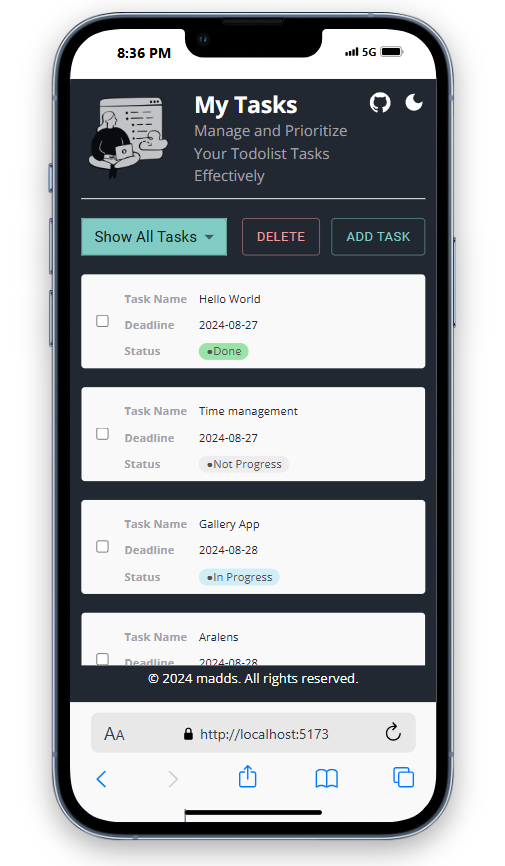 8:36 PM 5G
My Tasks
Manage and Prioritize
Your Todolist Tasks
Effectively
Show All Tasks DELETE ADD TASK
Task Name Hello World
Deadline 2024-08-27
Status ●Done
Task Name Time management
Deadline 2024-08-27
Status ●Not Progress
Task Name Gallery App
Deadline 2024-08-28
Status ●In Progress
Task Name Aralens
Deadline 2024-08-28
© 2024 madds. All rights reserved.
AA http://localhost:5173